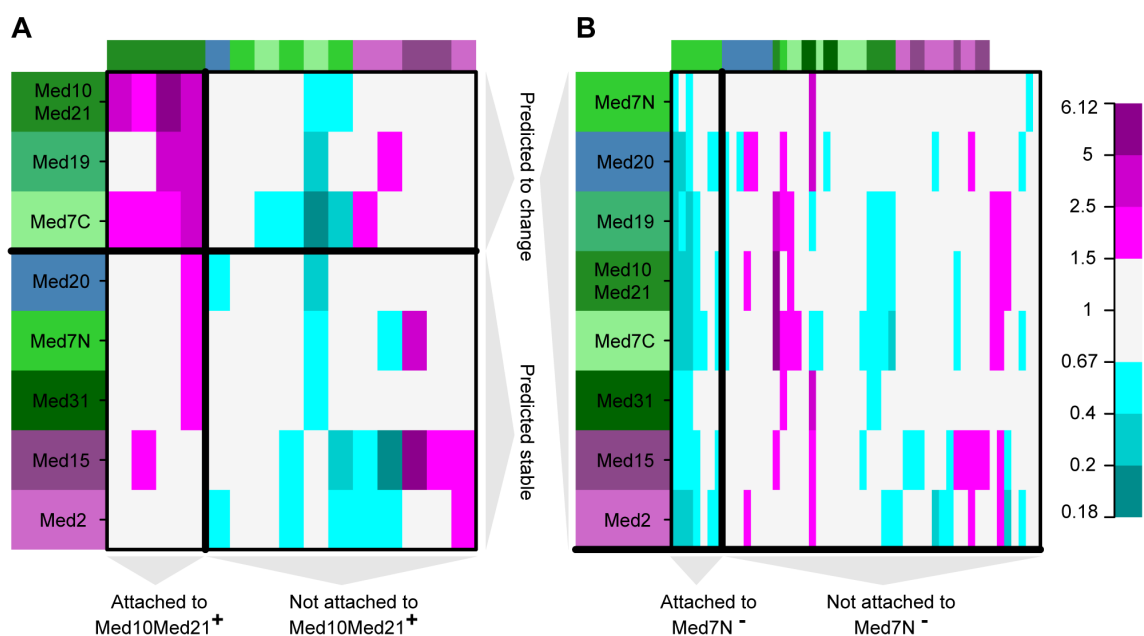 A
B
Med10
Med21
Med19
Med7C
Med20
Med7N
Med31
Med15
Med2
Predicted to change
Predicted stable
Attached to
Med10Med21+
Not attached to
Med10Med21+
Med7N
Med20
Med19
Med10
Med21
Med7C
Med31
Med15
Med2
Attached to
Med7N -
Not attached to
Med7N -
6.12
5
2.5
1.5
1
0.67
0.4
0.2
0.18